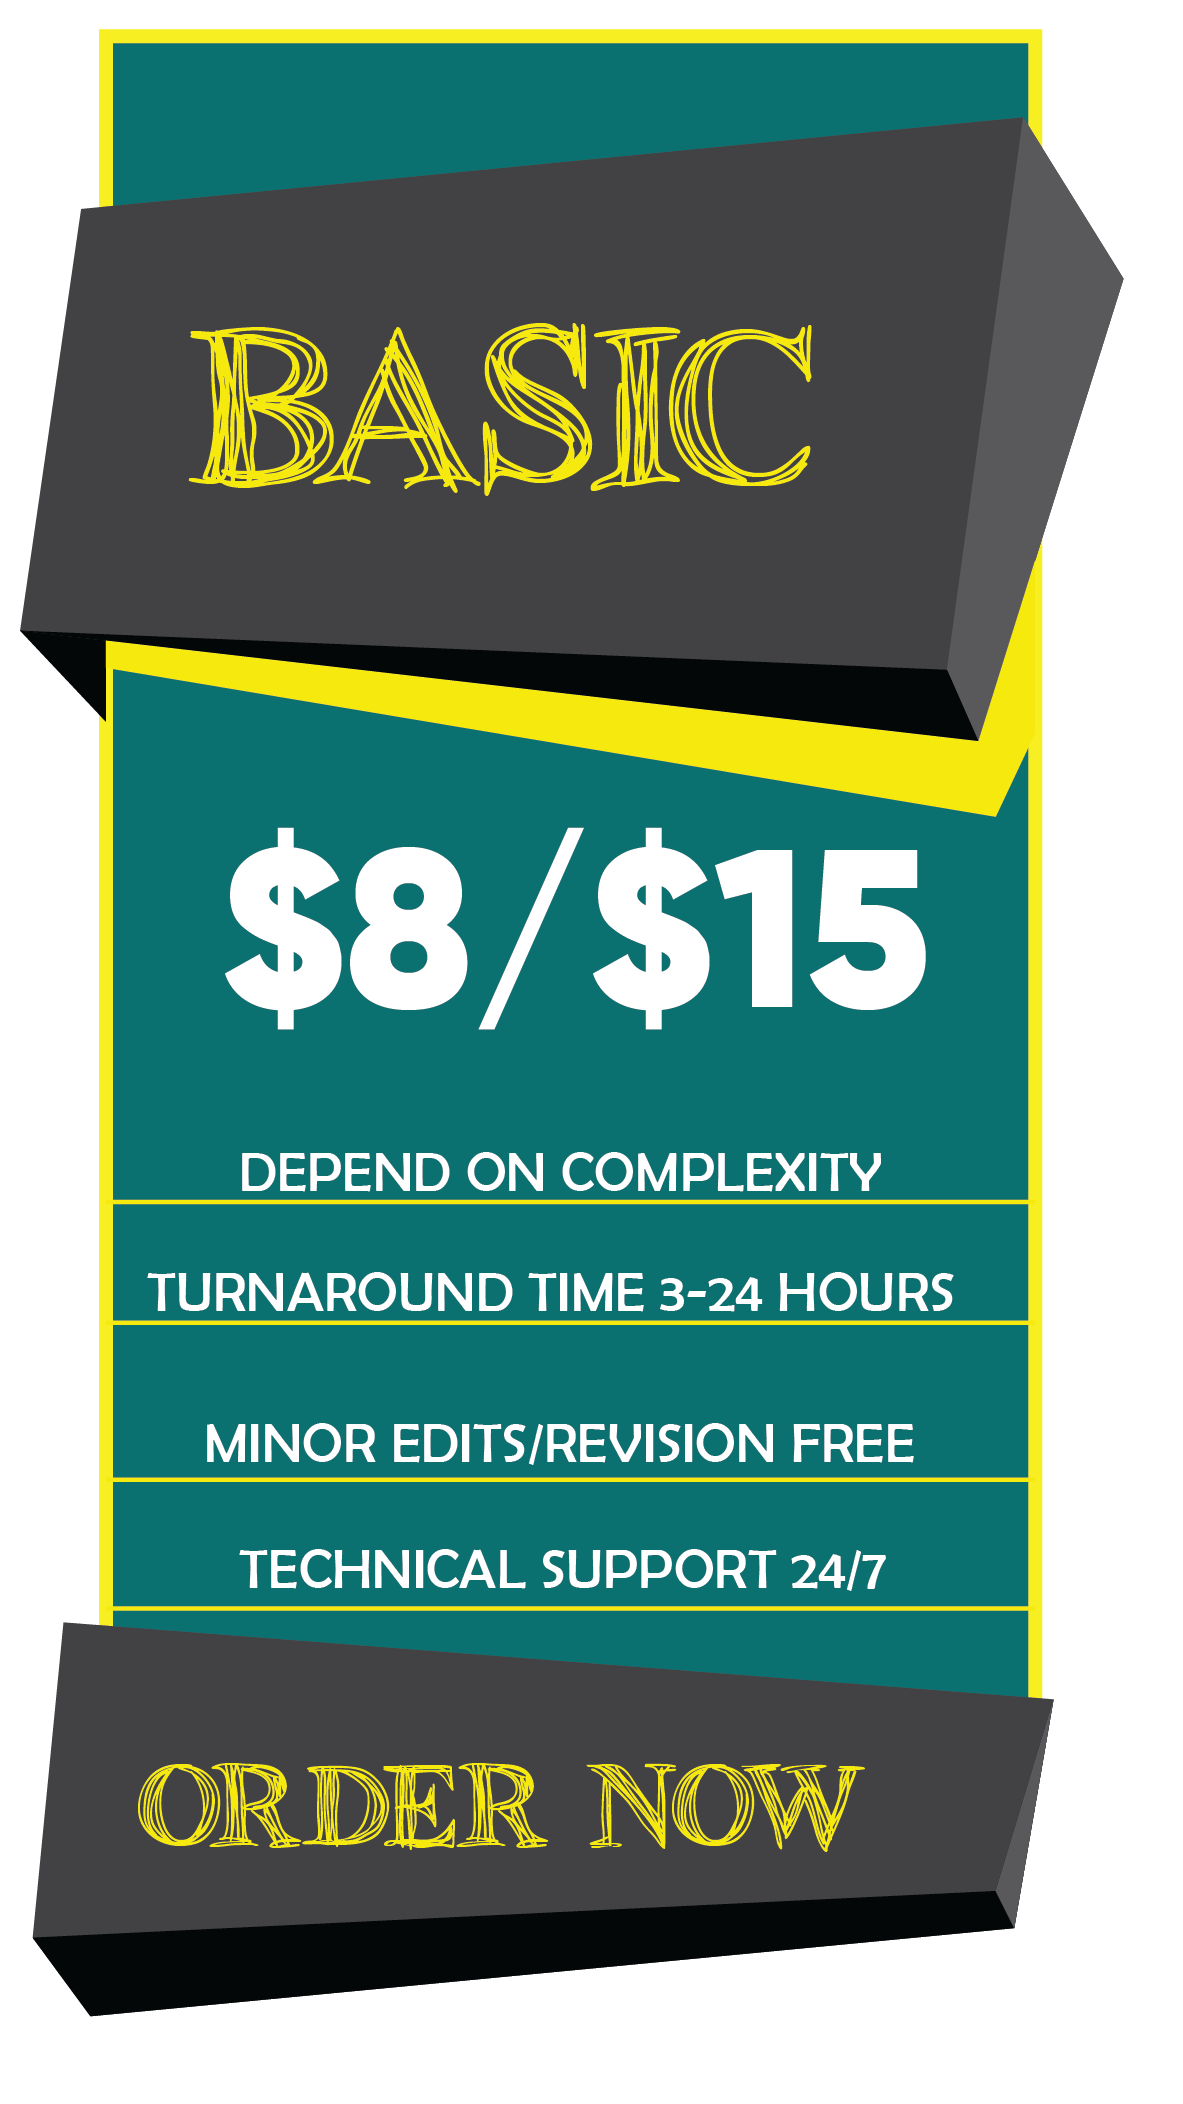 BASIC
$8/$15
DEPEND ON COMPLEXITY
TURNAROUND TIME 3-24 HOURS
MINOR EDITS/REVISION FREE
TECHNICAL SUPPORT 24/7
ORDER NOW